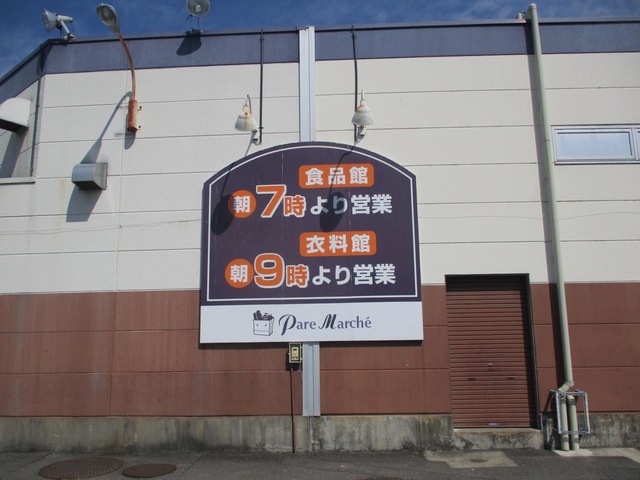 食品館
朝7時より営業
衣料館
朝9時より営業
Pare Marché